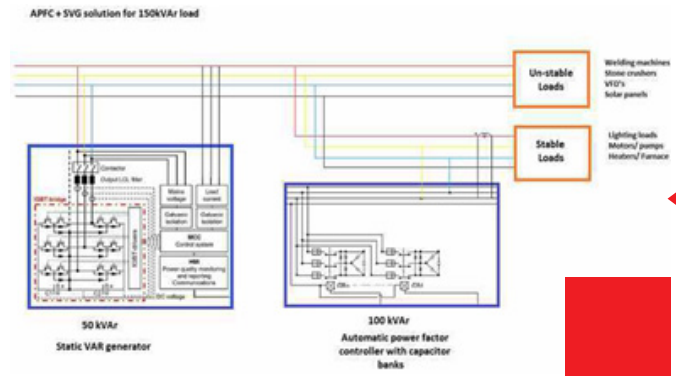 APFC + SVG solution for 150kVAr load
Un-stable
Loads
Welding machines
Stone crushers
VFD's
Solar panels
Stable
Loads
Lighting loads
Motors/ pumps
Heaters/ Furnace
Contactor
Output LCL filter
IGBT bridge
IGBT drivers
Mains
voltage
Load
current
Galvanic
isolation
Galvanic
isolation
MCC
Control system
HMI
Power quality monitoring
and reporting
Communications
DC voltage
50 kVAr
Static VAR generator
100 kVAr
Automatic power factor
controller with capacitor
banks